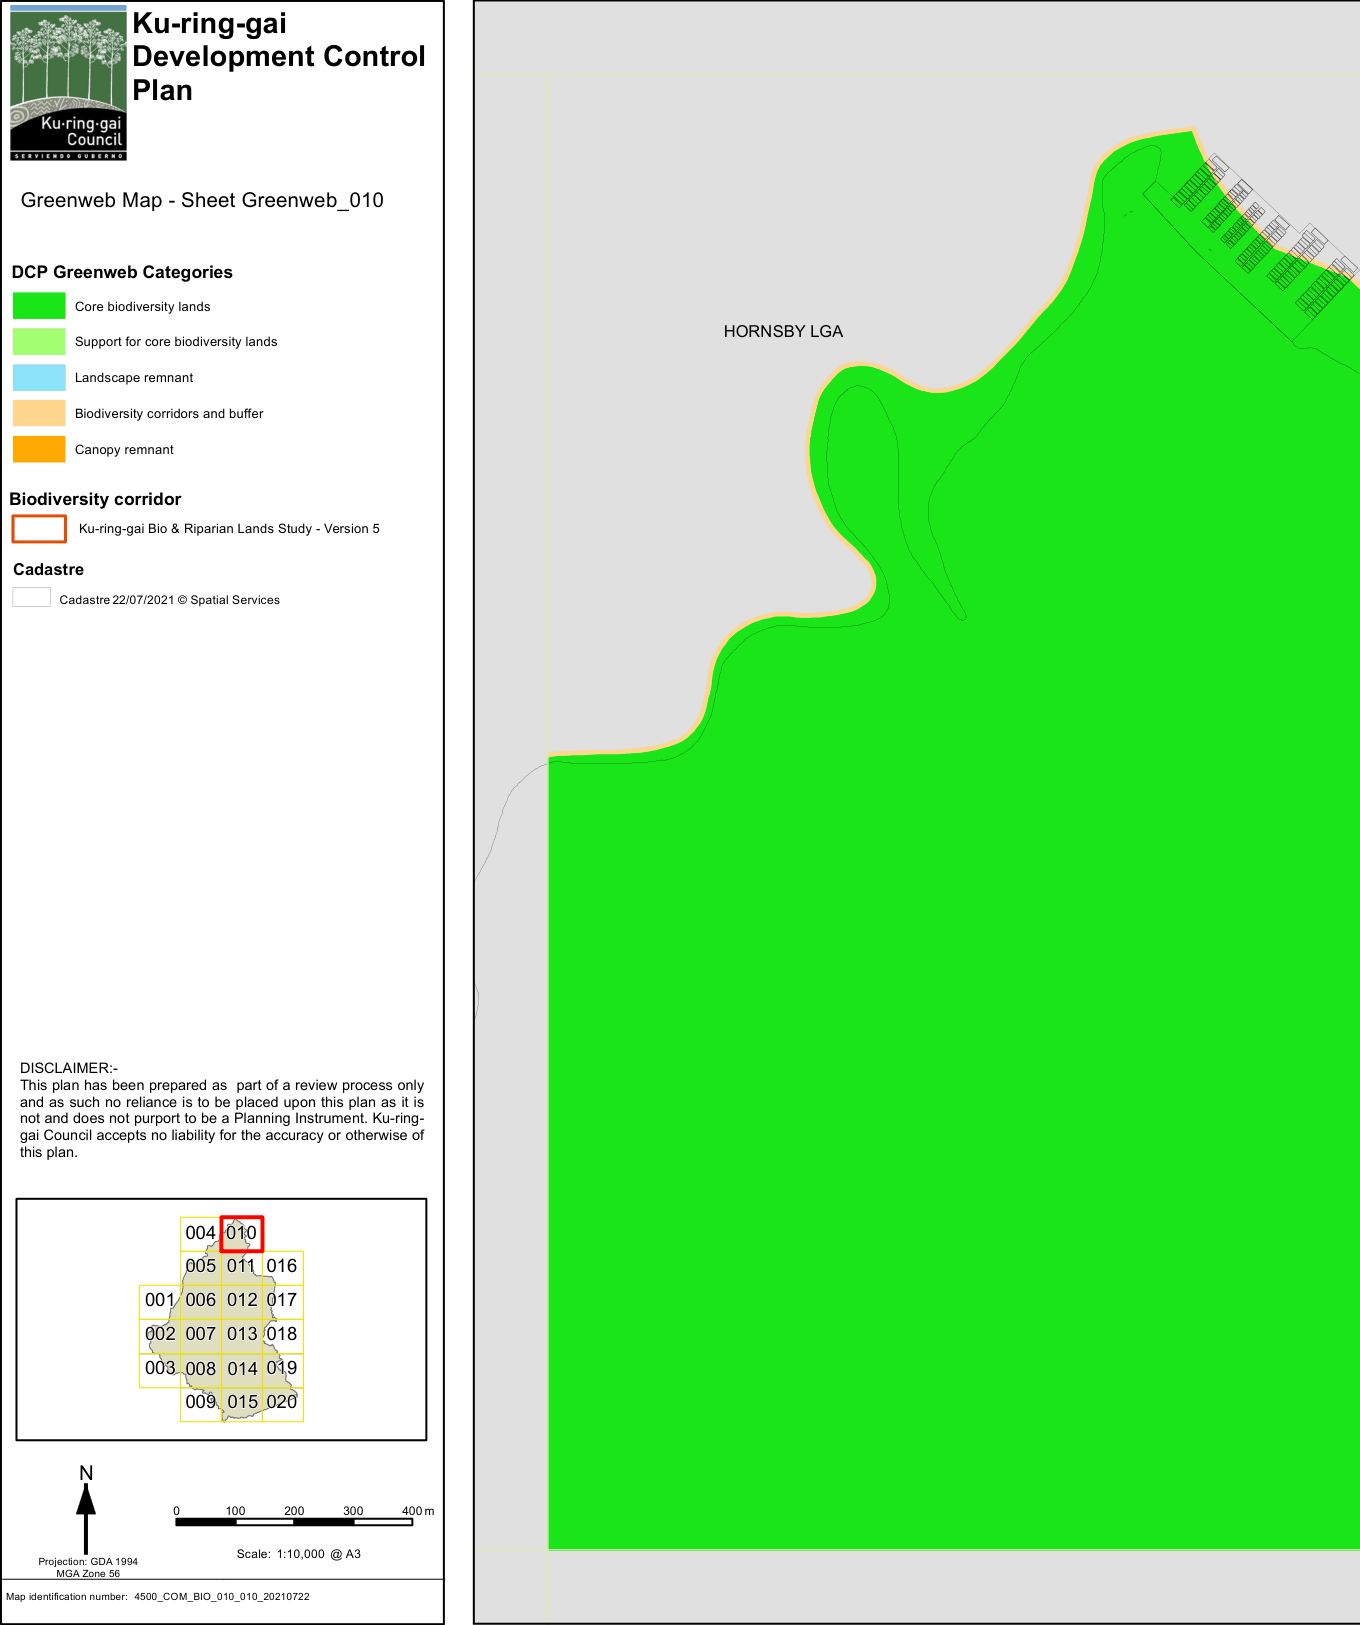 Ku-ring-gai
Development Control
Plan
Ku·ring·gai
Council
SERVIENDO GUBERNO
Greenweb Map - Sheet Greenweb_010
DCP Greenweb Categories
Core biodiversity lands
Support for core biodiversity lands
Landscape remnant
Biodiversity corridors and buffer
Canopy remnant
Biodiversity corridor
Ku-ring-gai Bio & Riparian Lands Study - Version 5
Cadastre
Cadastre 22/07/2021 © Spatial Services
DISCLAIMER:-
This plan has been prepared as part of a review process only
and as such no reliance is to be placed upon this plan as it is
not and does not purport to be a Planning Instrument. Ku-ring-
gai Council accepts no liability for the accuracy or otherwise of
this plan.
004 010
005 011 016
001 006 012 017
002 007 013 018
003 008 014 019
009 015 020
N
Projection: GDA 1994
MGA Zone 56
0 100 200 300 400 m
Scale: 1:10,000 @ A3
Map identification number: 4500_COM_BIO_010_010_20210722
HORNSBY LGA